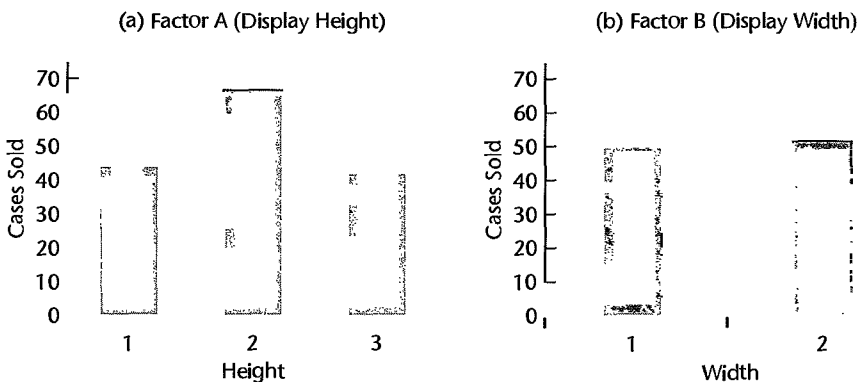 (a) Factor A (Display Height)
70
60
50
40
30
20
10
0
Cases Sold
1 2 3
Height
(b) Factor B (Display Width)
70
60
50
40
30
20
10
0
Cases Sold
1 2
Width